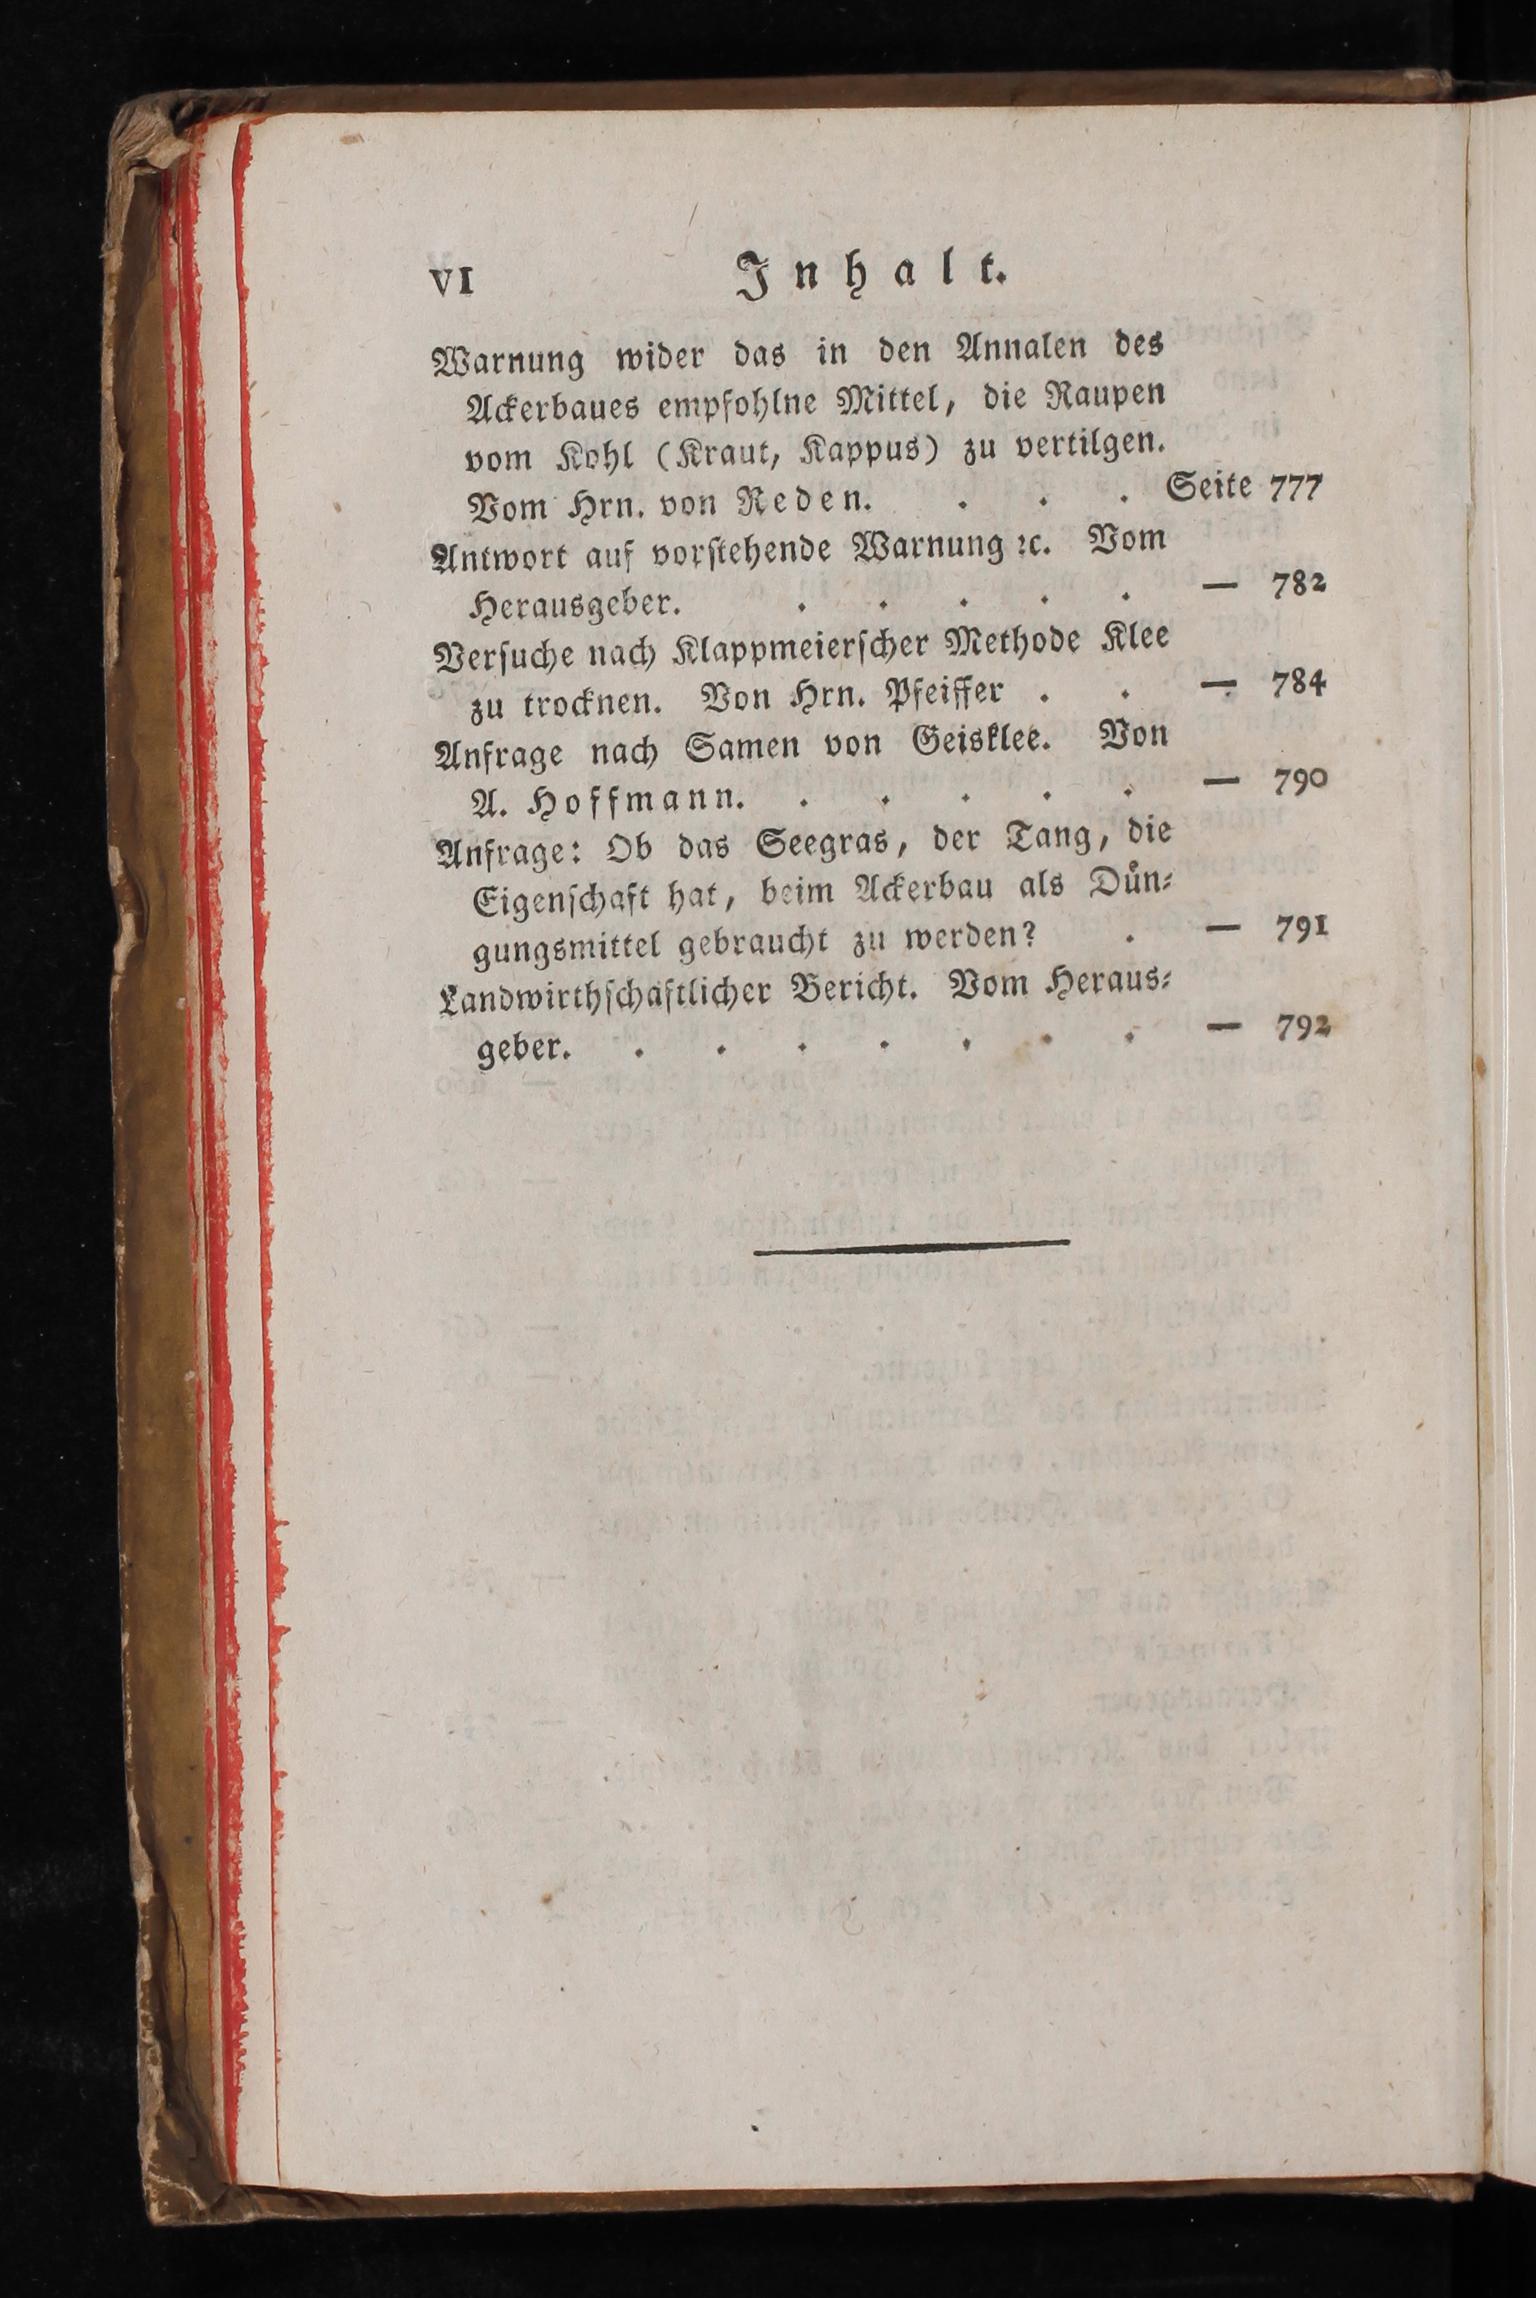 VI Inhalt.
Warnung wider das in den Annalen des
Ackerbaues empfohlne Mittel, die Raupen
vom Kohl (Kraut, Kappus) zu vertilgen.
Vom Hrn. von Reden. . . . Seite 777
Antwort auf vorstehende Warnung ꝛc. Vom
Herausgeber. . . . . . — 782
Versuche nach Klappmeierscher Methode Klee
zu trocknen. Von Hrn. Pfeiffer . . — 784
Anfrage nach Samen von Geisklee. Von
A. Hoffmann. . . . . . — 790
Anfrage: Ob das Seegras, der Tang, die
Eigenschaft hat, beim Ackerbau als Duͤn⸗
gungsmittel gebraucht zu werden? . — 791
Landwirthschaftlicher Bericht. Vom Heraus⸗
geber. . . . . . . . — 792